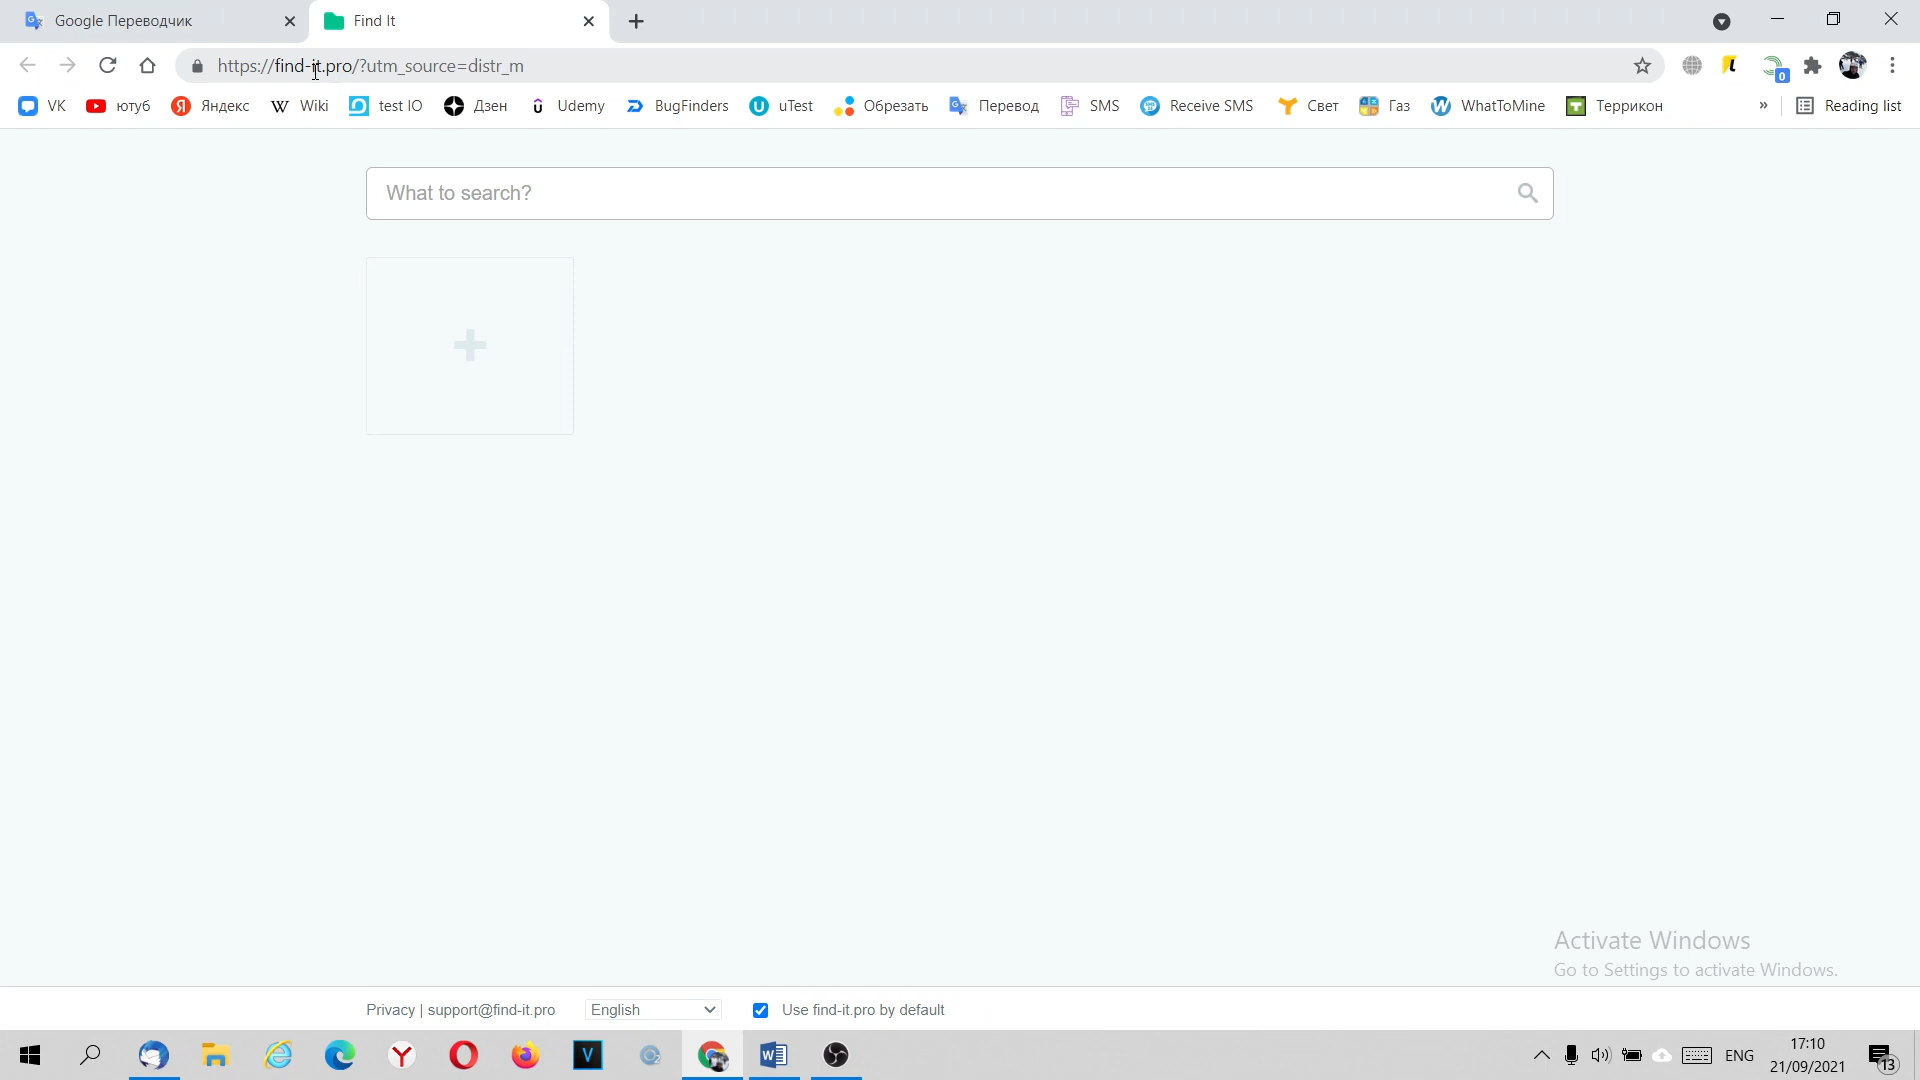 Google Переводчик
Find It
https://find-it.pro/?utm_source=distr_m
0
VK
ютуб
Яндекс
Wiki
test IO
Дзен
Udemy
BugFinders
uTest
Обрезать
Перевод
SMS
Receive SMS
Свет
Газ
WhatToMine
Террикон
»
Reading list
What to search?
Activate Windows
Go to Settings to activate Windows.
Privacy | support@find-it.pro
English
Use find-it.pro by default
ENG
17:10
21/09/2021
13